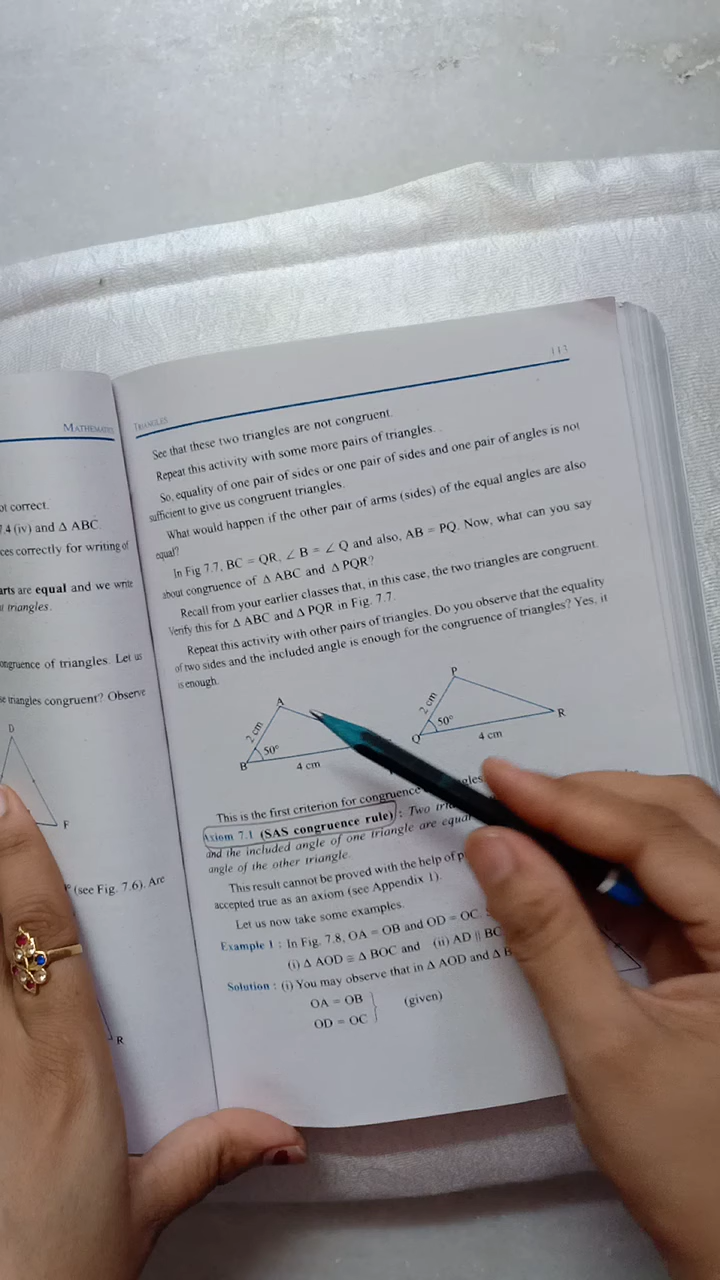 MATHEMATICS
ot correct.
7.4 (iv) and Δ ABC.
ces correctly for writing of
arts are equal and we write
triangles.
ongruence of triangles. Let us
se triangles congruent? Observe
D
F
(see Fig. 7.6). Are
R
TRIANGLES 113
See that these two triangles are not congruent.
Repeat this activity with some more pairs of triangles.
So, equality of one pair of sides or one pair of sides and one pair of angles is not
sufficient to give us congruent triangles.
What would happen if the other pair of arms (sides) of the equal angles are also
equal?
In Fig 7.7, BC = QR, ∠ B = ∠ Q and also, AB = PQ. Now, what can you say
about congruence of Δ ABC and Δ PQR?
Recall from your earlier classes that, in this case, the two triangles are congruent.
Verify this for Δ ABC and Δ PQR in Fig. 7.7.
Repeat this activity with other pairs of triangles. Do you observe that the equality
of two sides and the included angle is enough for the congruence of triangles? Yes, it
is enough.
A
2 cm
50°
B
4 cm
P
2 cm
50°
Q
R
4 cm
This is the first criterion for congruence
Axiom 7.1 (SAS congruence rule) : Two
and the included angle of one triangle are equal
angle of the other triangle.
This result cannot be proved with the help of
accepted true as an axiom (see Appendix 1).
Let us now take some examples.
Example 1 : In Fig. 7.8, OA = OB and OD = OC.
(i) Δ AOD ≅ Δ BOC and (ii) AD || BC
Solution : (i) You may observe that in Δ AOD and Δ B
OA = OB
OD = OC
(given)